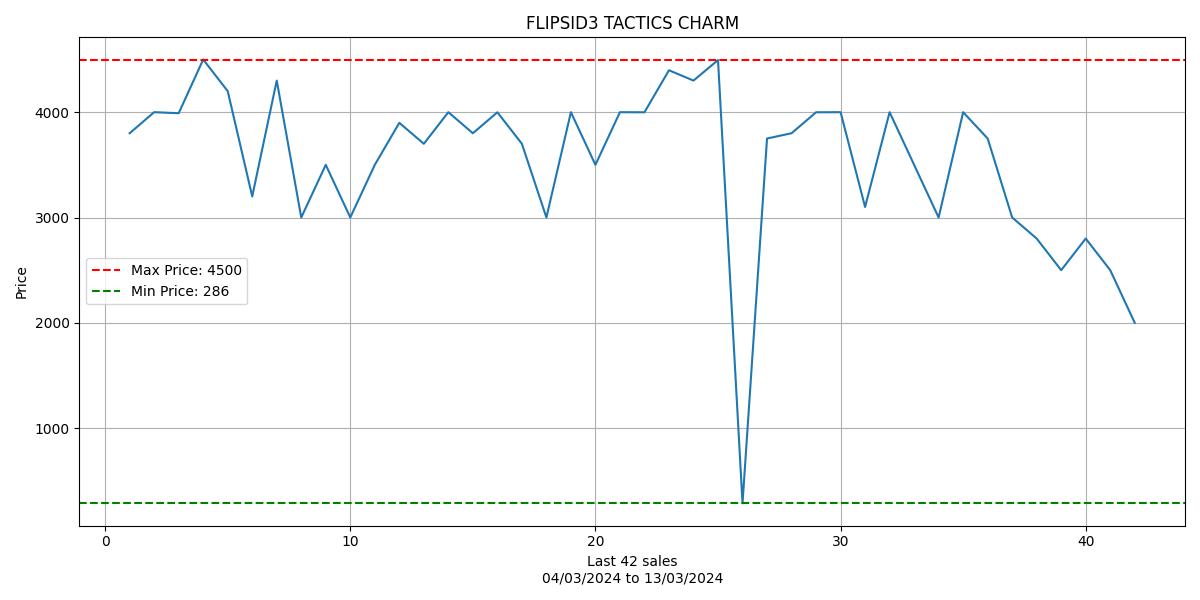 FLIPSID3 TACTICS CHARM
Price
4000
3000
2000
1000
Max Price: 4500
Min Price: 286
0 10 20 30 40
Last 42 sales
04/03/2024 to 13/03/2024